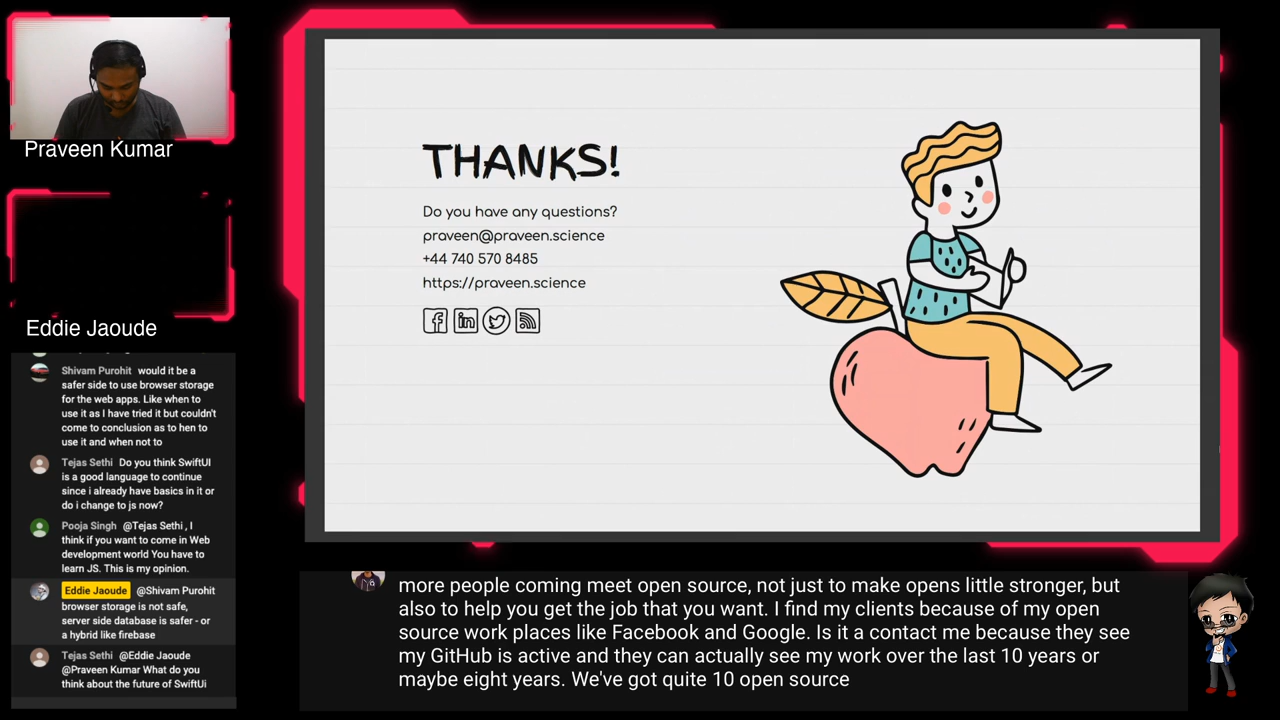 Praveen Kumar
Eddie Jaoude
Shivam Purohit would it be a
safer side to use browser storage
for the web apps. Like when to
use it as I have tried it but couldn't
come to conclusion as to hen to
use it and when not to
Tejas Sethi Do you think SwiftUI
is a good language to continue
since i already have basics in it or
do i change to js now?
Pooja Singh @Tejas Sethi , I
think if you want to come in Web
development world You have to
learn JS. This is my opinion.
Eddie Jaoude @Shivam Purohit
browser storage is not safe,
server side database is safer - or
a hybrid like firebase
Tejas Sethi @Eddie Jaoude
@Praveen Kumar What do you
think about the future of SwiftUi
THANKS!
Do you have any questions?
praveen@praveen.science
+44 740 570 8485
https://praveen.science
more people coming meet open source, not just to make opens little stronger, but
also to help you get the job that you want. I find my clients because of my open
source work places like Facebook and Google. Is it a contact me because they see
my GitHub is active and they can actually see my work over the last 10 years or
maybe eight years. We've got quite 10 open source